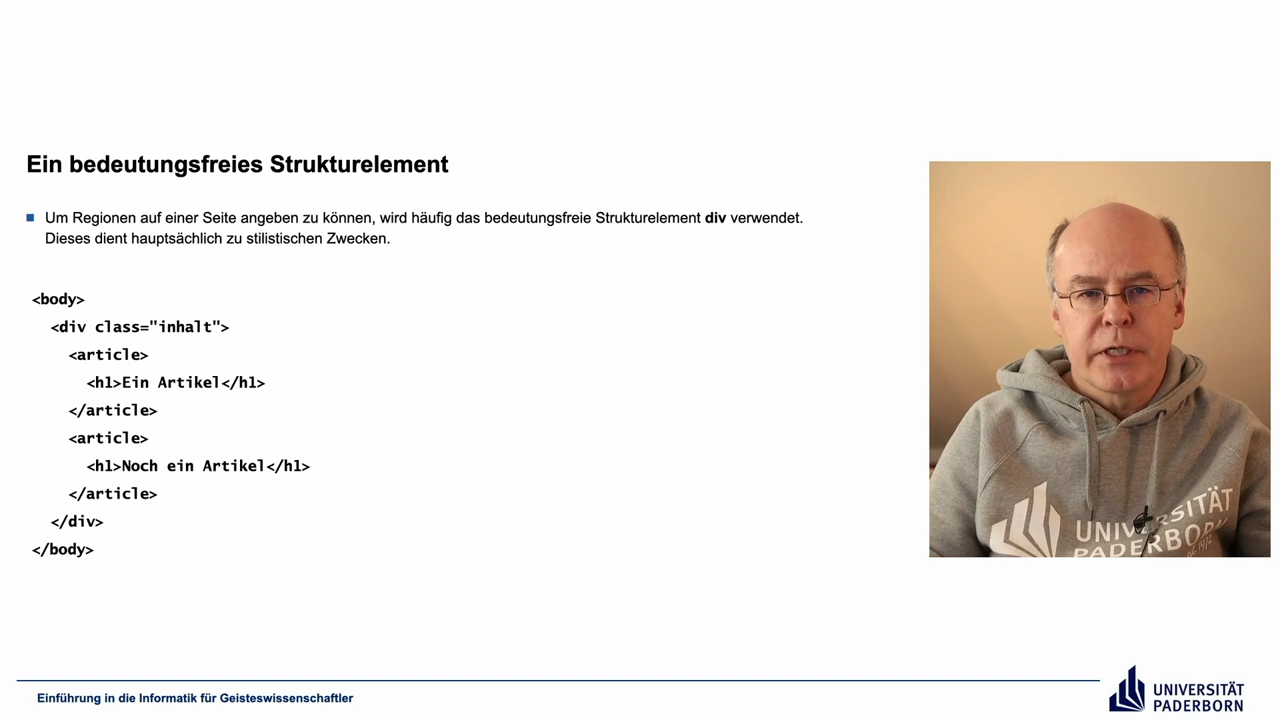 Ein bedeutungsfreies Strukturelement
Um Regionen auf einer Seite angeben zu können, wird häufig das bedeutungsfreie Strukturelement div verwendet.
Dieses dient hauptsächlich zu stilistischen Zwecken.
<body>
<div class="inhalt">
<article>
<h1>Ein Artikel</h1>
</article>
<article>
<h1>Noch ein Artikel</h1>
</article>
</div>
</body>
UNIVERSITÄT
PADERBORN
Einführung in die Informatik für Geisteswissenschaftler
UNIVERSITÄT
PADERBORN